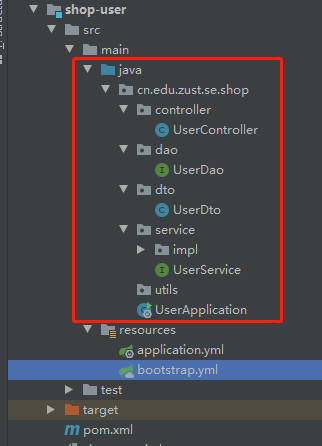 shop-user
src
main
java
cn.edu.zust.se.shop
controller
UserController
dao
UserDao
dto
UserDto
service
impl
UserService
utils
UserApplication
resources
application.yml
bootstrap.yml
test
target
pom.xml